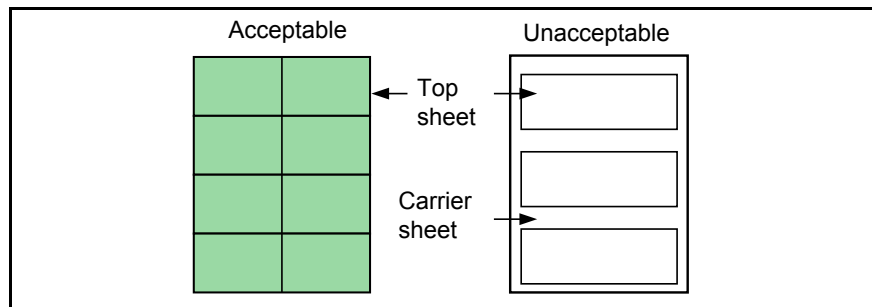 Acceptable
Unacceptable
Top
sheet
Carrier
sheet